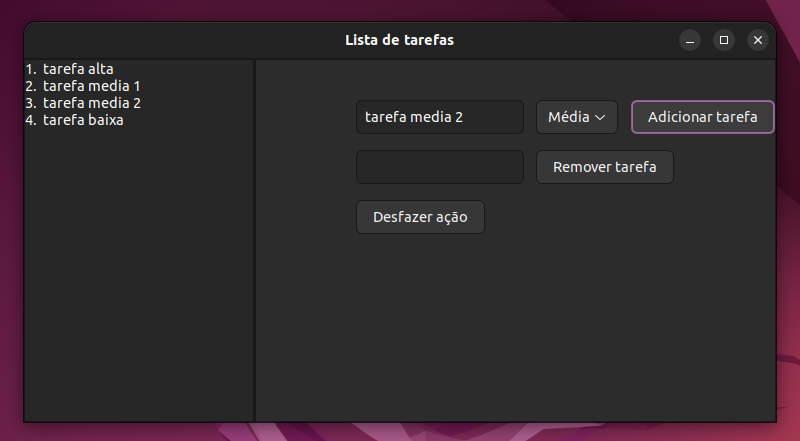 Lista de tarefas
1. tarefa alta
2. tarefa media 1
3. tarefa media 2
4. tarefa baixa
tarefa media 2 Média Adicionar tarefa
Remover tarefa
Desfazer ação